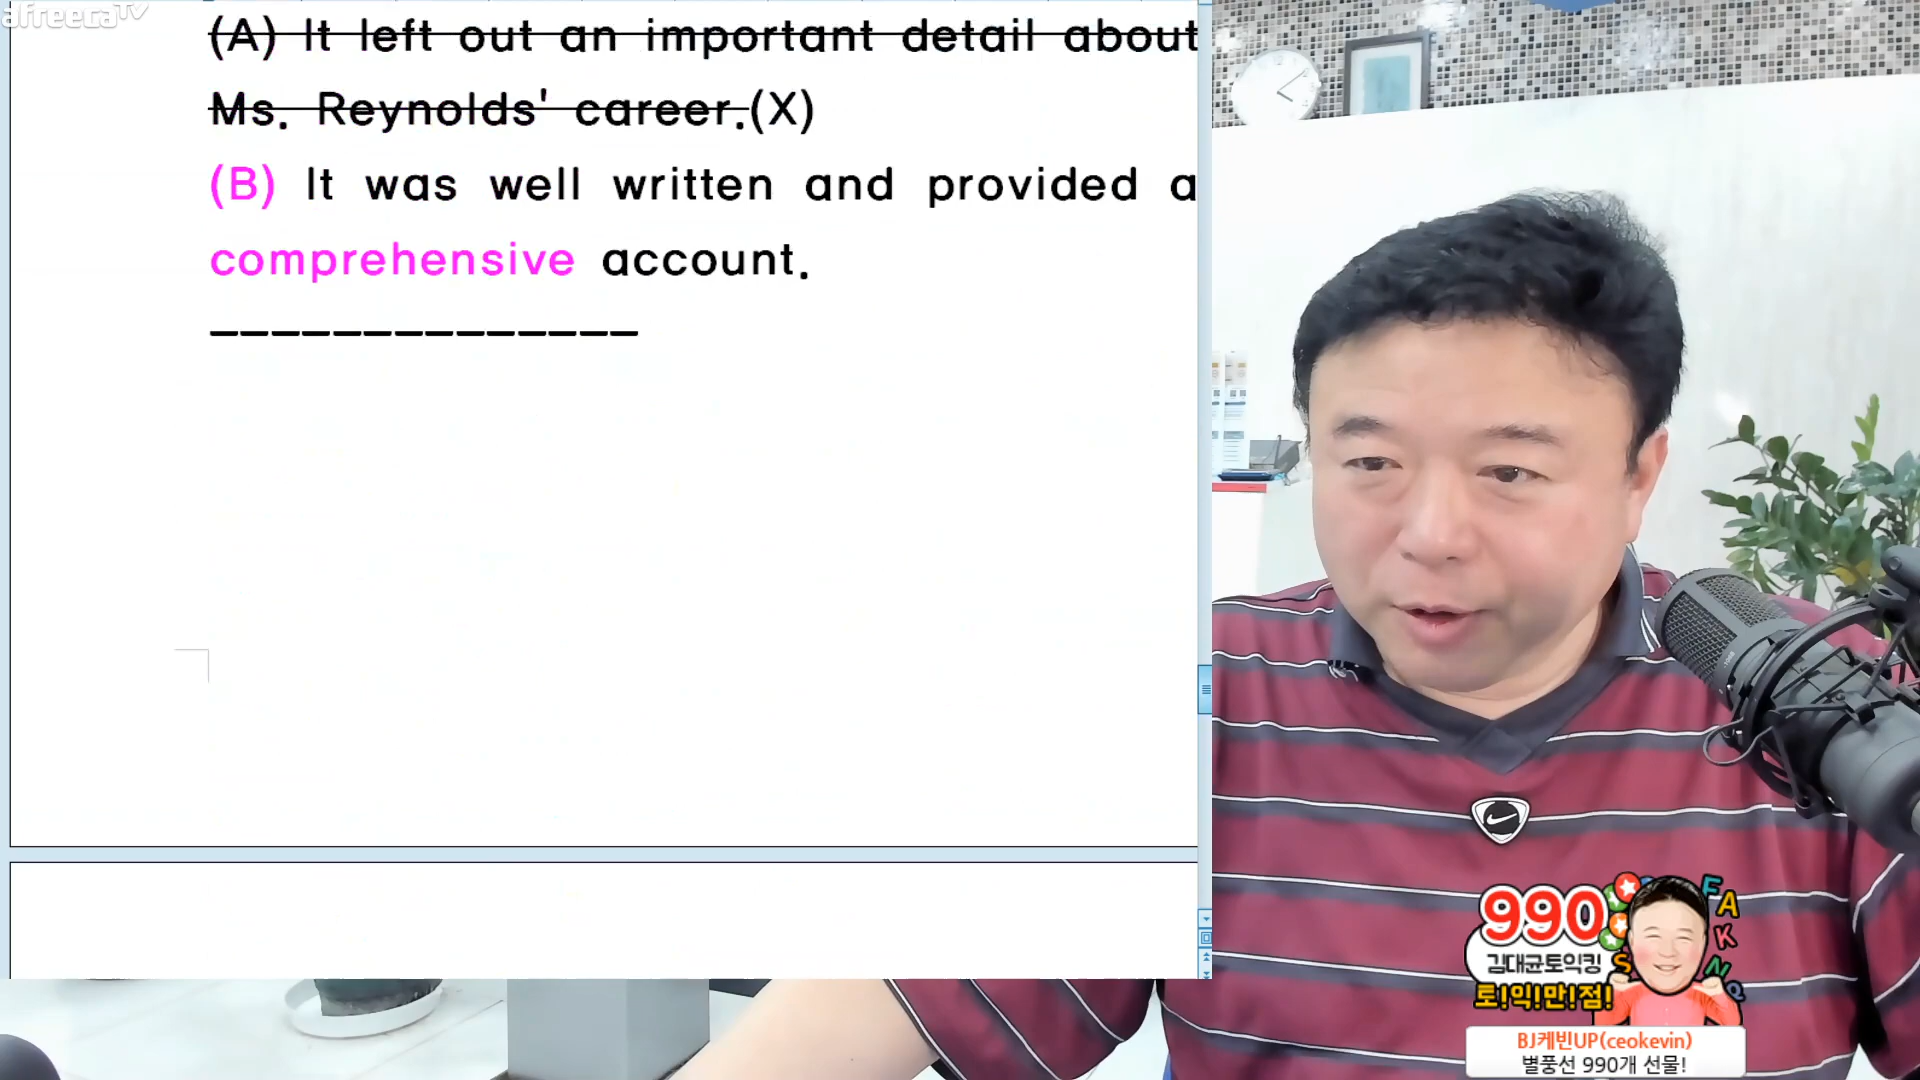 afreecaTV
(A) It left out an important detail about
Ms. Reynolds' career.(X)
(B) It was well written and provided a
comprehensive account.
______________
990
김대균토익킹
토!익!만!점!
BJ케빈UP(ceokevin)
별풍선 990개 선물!